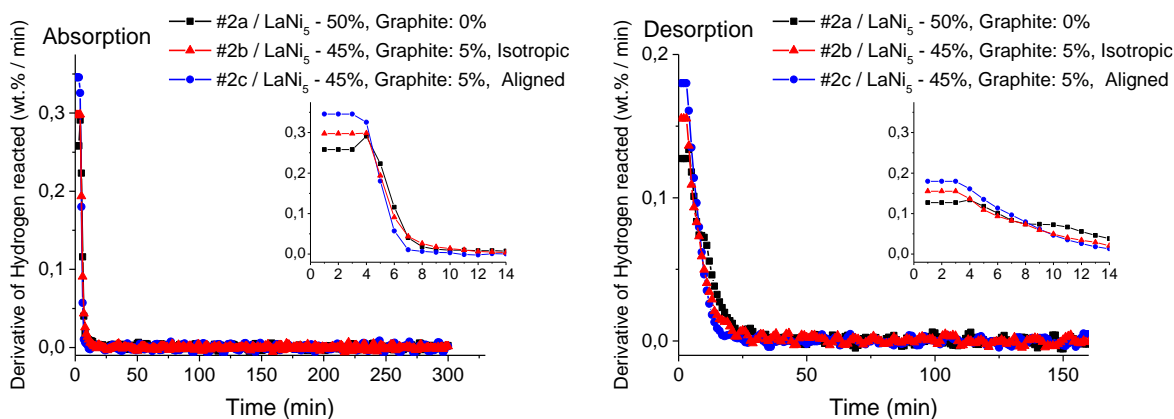 Absorption
#2a / LaNi5 - 50%, Graphite: 0%
#2b / LaNi5 - 45%, Graphite: 5%, Isotropic
#2c / LaNi5 - 45%, Graphite: 5%,  Aligned
Derivative of Hydrogen reacted (wt.% / min)
0,3
0,2
0,1
0,0
0 50 100 150 200 250 300
Time (min)
0,3
0,2
0,1
0,0
0 2 4 6 8 10 12 14
Desorption
#2a / LaNi5 - 50%, Graphite: 0%
#2b / LaNi5 - 45%, Graphite: 5%, Isotropic
#2c / LaNi5 - 45%, Graphite: 5%,  Aligned
Derivative of Hydrogen reacted (wt.% / min)
0,2
0,1
0,1
0,0
0 50 100 150
Time (min)
0,3
0,2
0,1
0,0
0 2 4 6 8 10 12 14